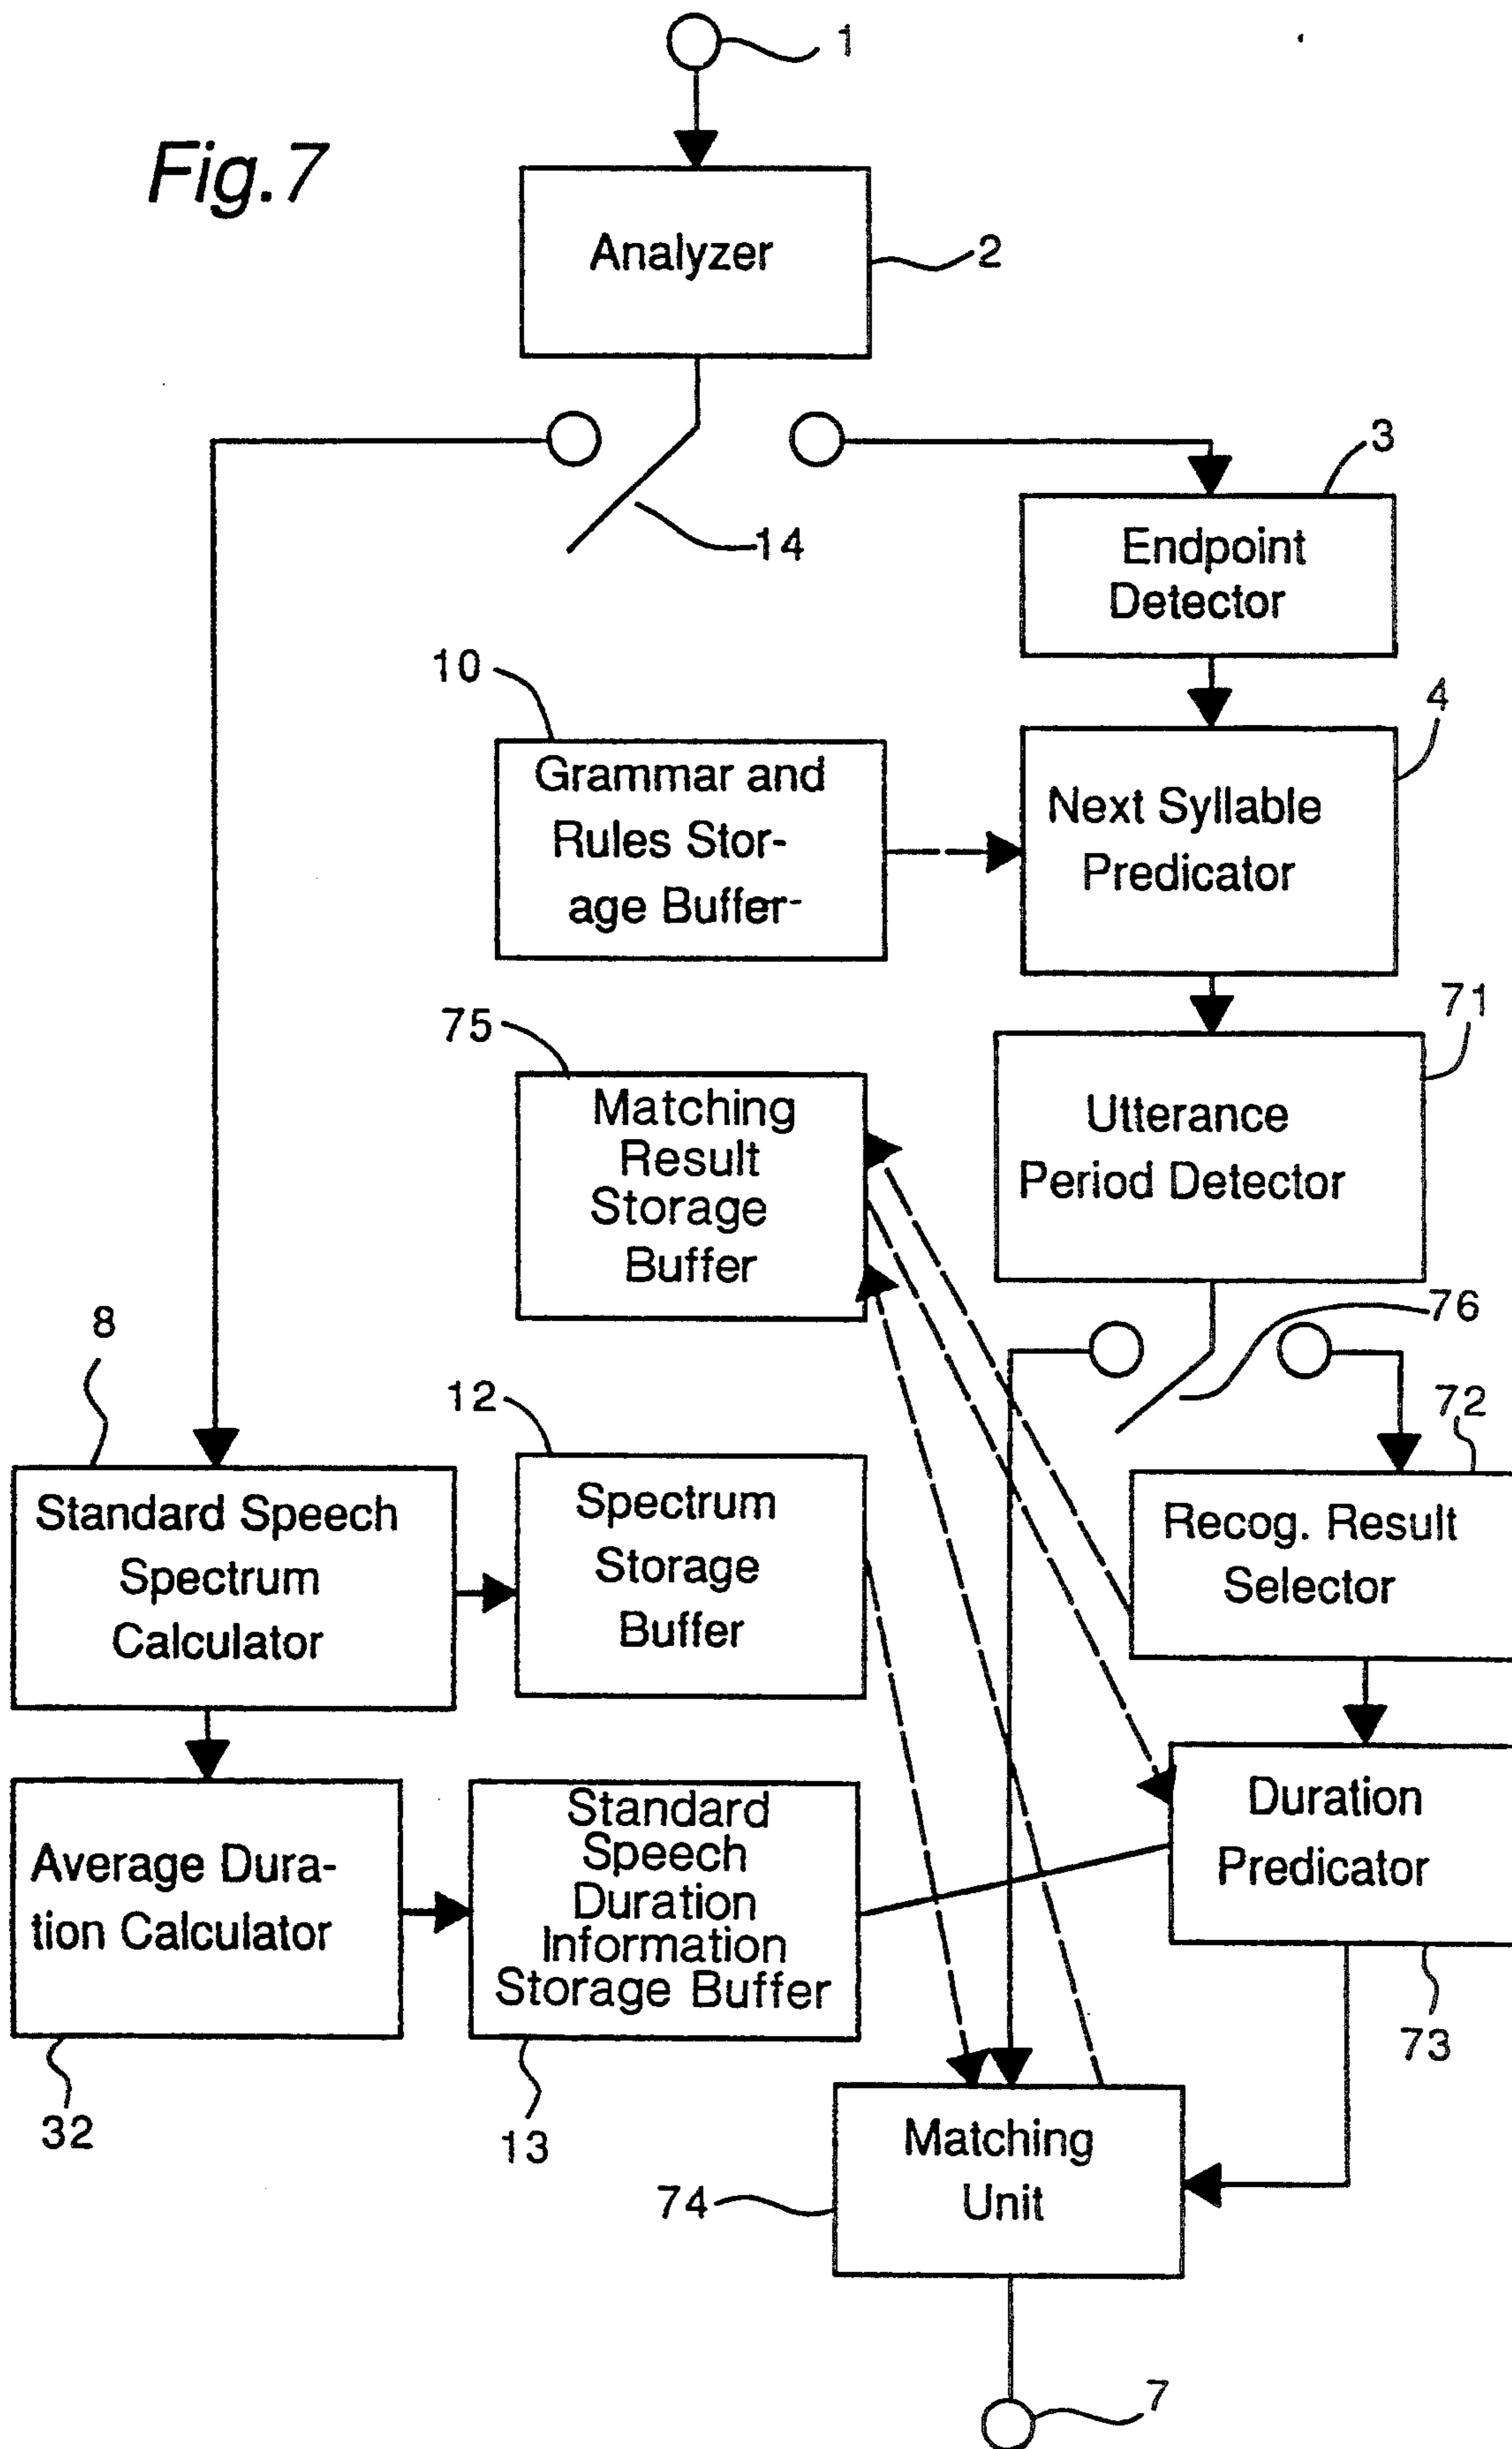 Fig.7
1
Analyzer
2
14
3
Endpoint
Detector
10
Grammar and
Rules Stor-
age Buffer-
4
Next Syllable
Predicator
75
Matching
Result
Storage
Buffer
71
Utterance
Period Detector
76
8
Standard Speech
Spectrum
Calculator
12
Spectrum
Storage
Buffer
72
Recog. Result
Selector
Average Dura-
tion Calculator
32
Standard
Speech
Duration
Information
Storage Buffer
13
Duration
Predicator
73
74
Matching
Unit
7